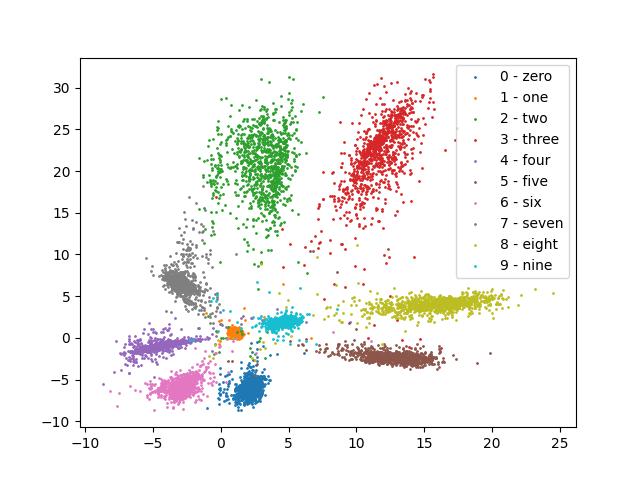 30
25
20
15
10
5
0
−5
−10
−10
−5
0
5
10
15
20
25
0 - zero
1 - one
2 - two
3 - three
4 - four
5 - five
6 - six
7 - seven
8 - eight
9 - nine